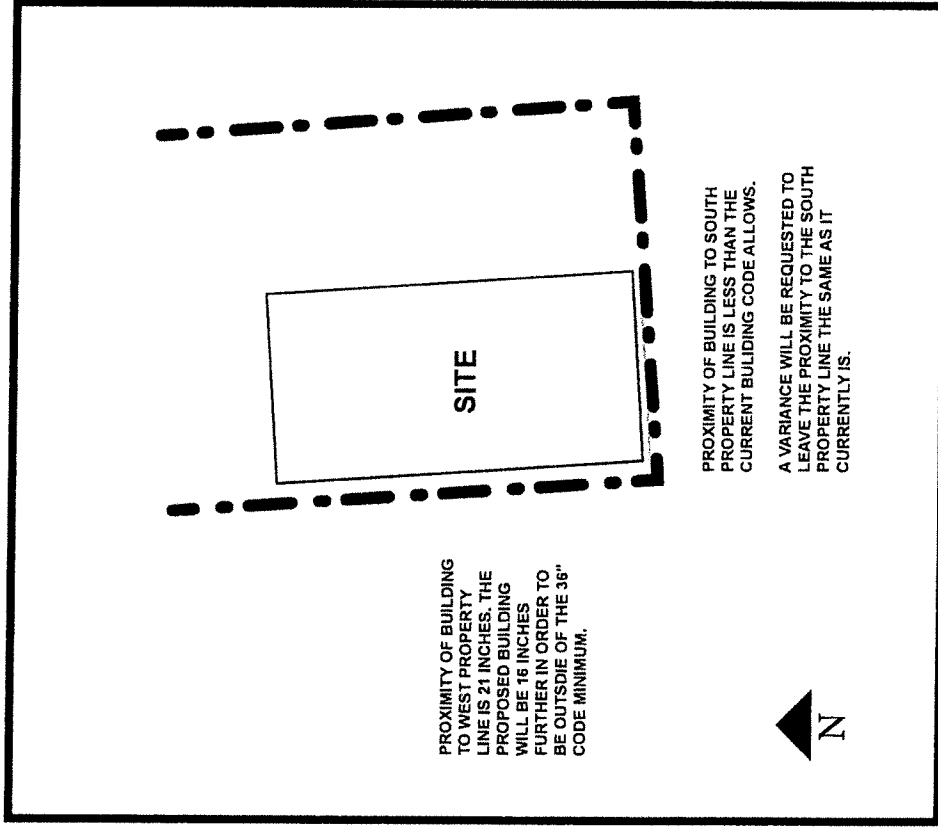 SITE
PROXIMITY OF BUILDING
TO WEST PROPERTY
LINE IS 21 INCHES. THE
PROPOSED BUILDING
WILL BE 16 INCHES
FURTHER IN ORDER TO
BE OUTSDIE OF THE 36"
CODE MINIMUM.
PROXIMITY OF BUILDING TO SOUTH
PROPERTY LINE IS LESS THAN THE
CURRENT BULIDING CODE ALLOWS.
A VARIANCE WILL BE REQUESTED TO
LEAVE THE PROXIMITY TO THE SOUTH
PROPERTY LINE THE SAME AS IT
CURRENTLY IS.
N